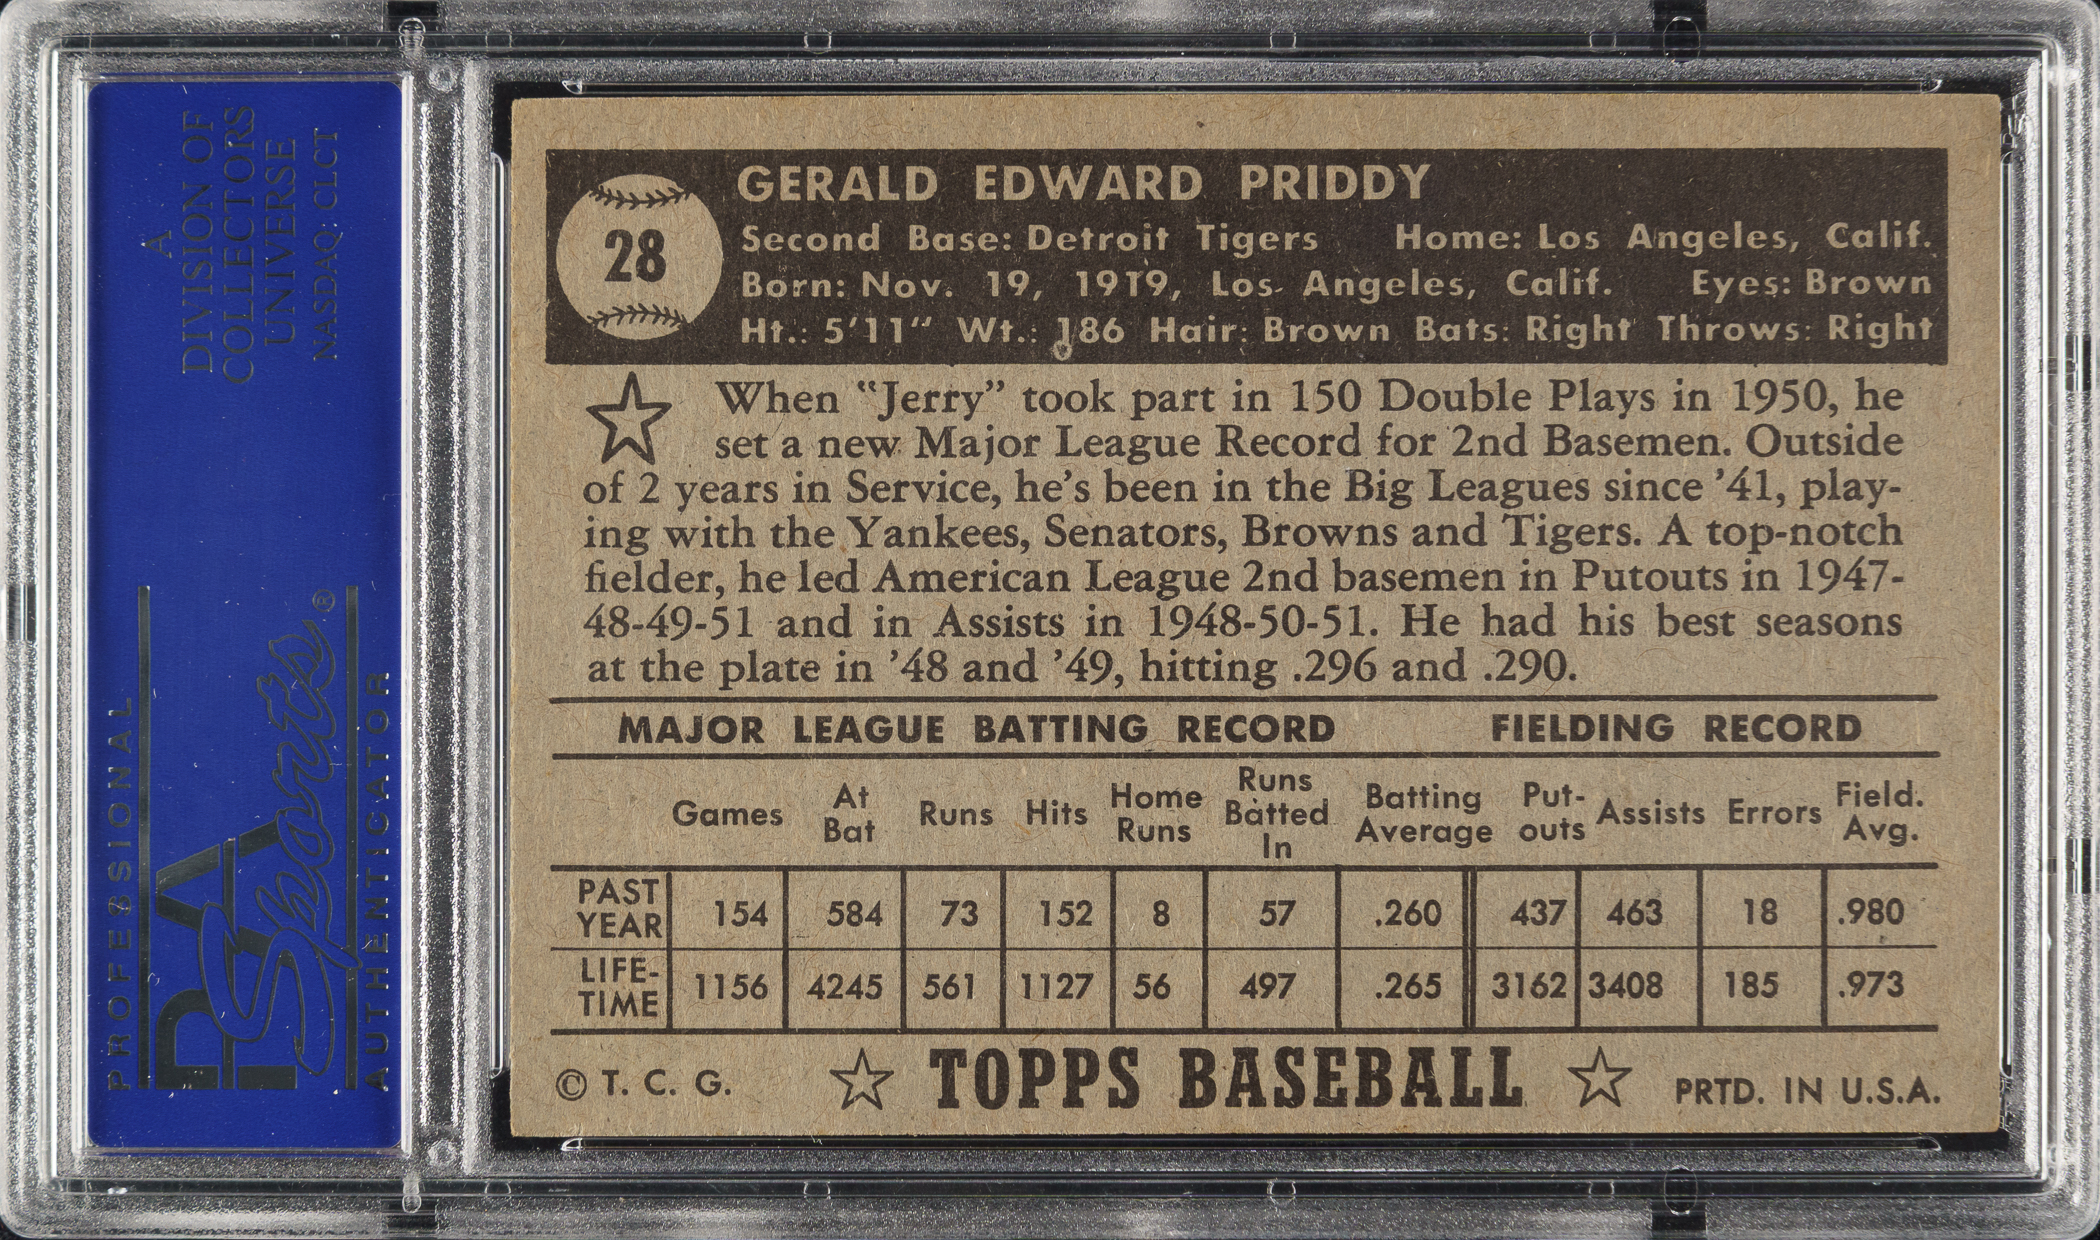 A
DIVISION OF
COLLECTORS
UNIVERSE
NASDAQ: CLCT
PROFESSIONAL
PSA
Sports®
AUTHENTICATOR
28
GERALD EDWARD PRIDDY
Second Base: Detroit Tigers Home: Los Angeles, Calif.
Born: Nov. 19, 1919, Los Angeles, Calif. Eyes: Brown
Ht.: 5'11" Wt.: 186 Hair: Brown Bats: Right Throws: Right
When "Jerry" took part in 150 Double Plays in 1950, he
set a new Major League Record for 2nd Basemen. Outside
of 2 years in Service, he's been in the Big Leagues since '41, play-
ing with the Yankees, Senators, Browns and Tigers. A top-notch
fielder, he led American League 2nd basemen in Putouts in 1947-
48-49-51 and in Assists in 1948-50-51. He had his best seasons
at the plate in '48 and '49, hitting .296 and .290.
MAJOR LEAGUE BATTING RECORD FIELDING RECORD
Games At Bat Runs Hits Home Runs Runs Batted In Batting Average Put-outs Assists Errors Field. Avg.
PAST YEAR 154 584 73 152 8 57 .260 437 463 18 .980
LIFE-TIME 1156 4245 561 1127 56 497 .265 3162 3408 185 .973
© T. C. G. TOPPS BASEBALL PRTD. IN U.S.A.